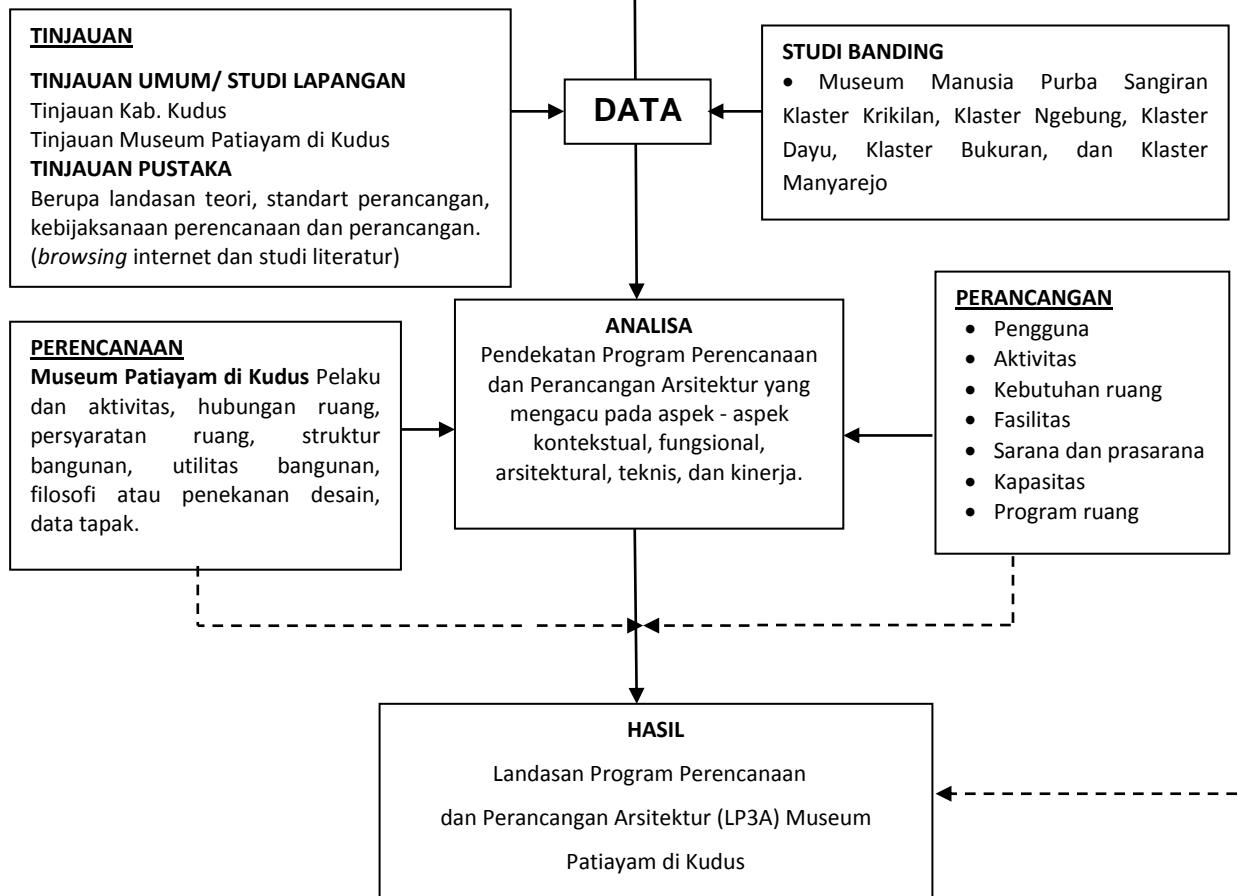 TINJAUAN
TINJAUAN UMUM/ STUDI LAPANGAN
Tinjauan Kab. Kudus
Tinjauan Museum Patiayam di Kudus
TINJAUAN PUSTAKA
Berupa landasan teori, standart perancangan,
kebijaksanaan perencanaan dan perancangan.
(browsing internet dan studi literatur)
DATA
STUDI BANDING
• Museum Manusia Purba Sangiran
Klaster Krikilan, Klaster Ngebung, Klaster
Dayu, Klaster Bukuran, dan Klaster
Manyarejo
PERENCANAAN
Museum Patiayam di Kudus Pelaku
dan aktivitas, hubungan ruang,
persyaratan ruang, struktur
bangunan, utilitas bangunan,
filosofi atau penekanan desain,
data tapak.
ANALISA
Pendekatan Program Perencanaan
dan Perancangan Arsitektur yang
mengacu pada aspek - aspek
kontekstual, fungsional,
arsitektural, teknis, dan kinerja.
PERANCANGAN
• Pengguna
• Aktivitas
• Kebutuhan ruang
• Fasilitas
• Sarana dan prasarana
• Kapasitas
• Program ruang
HASIL
Landasan Program Perencanaan
dan Perancangan Arsitektur (LP3A) Museum
Patiayam di Kudus